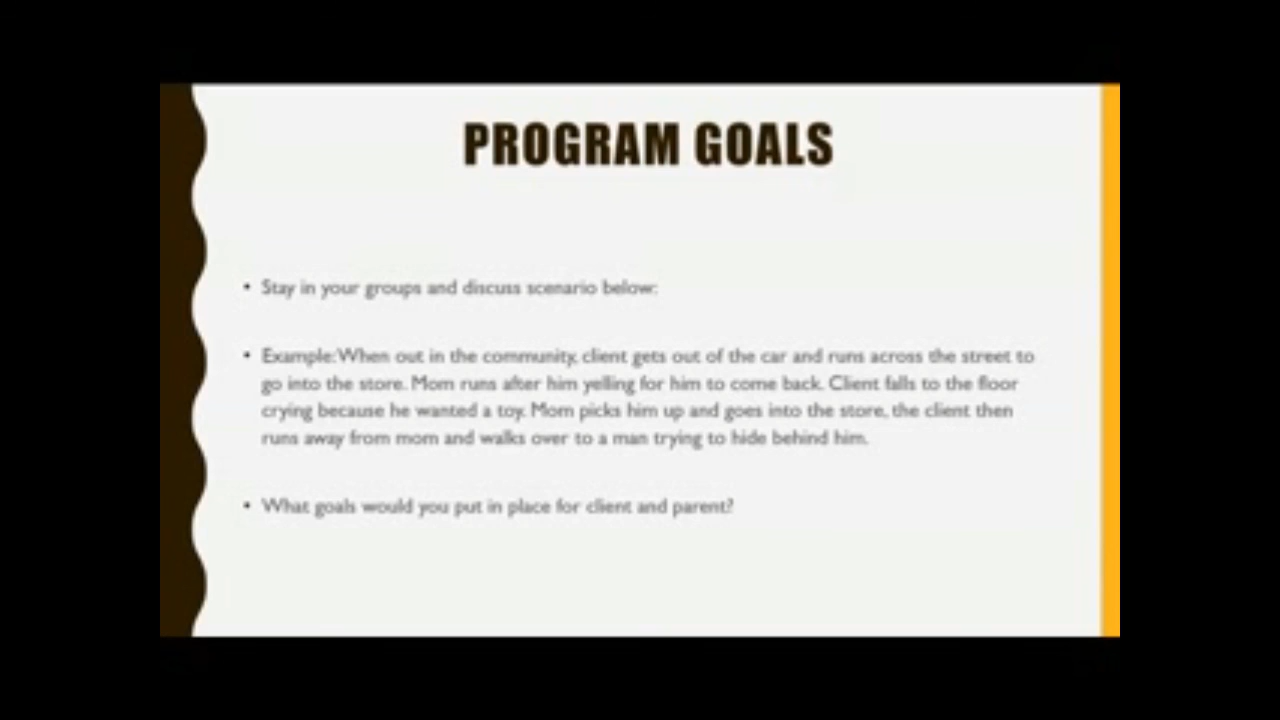 PROGRAM GOALS
• Stay in your groups and discuss scenario below:
• Example: When out in the community, client gets out of the car and runs across the street to
go into the store. Mom runs after him yelling for him to come back. Client falls to the floor
crying because he wanted a toy. Mom picks him up and goes into the store, the client then
runs away from mom and walks over to a man trying to hide behind him.
• What goals would you put in place for client and parent?